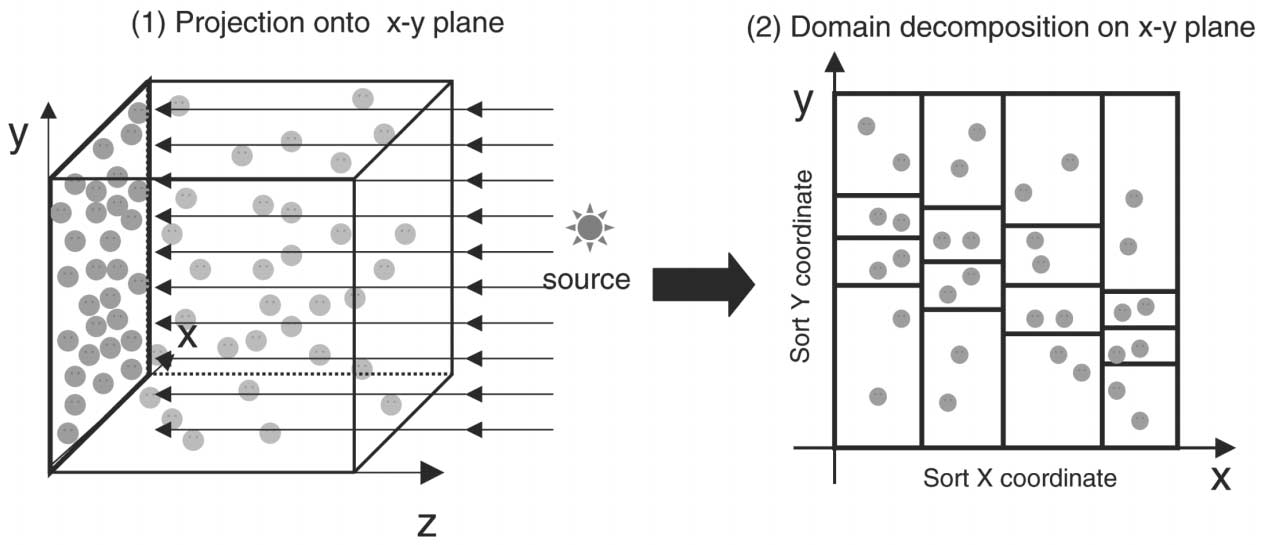 (1) Projection onto x-y plane
(2) Domain decomposition on x-y plane
y
x
z
source
y
Sort Y coordinate
Sort X coordinate
x